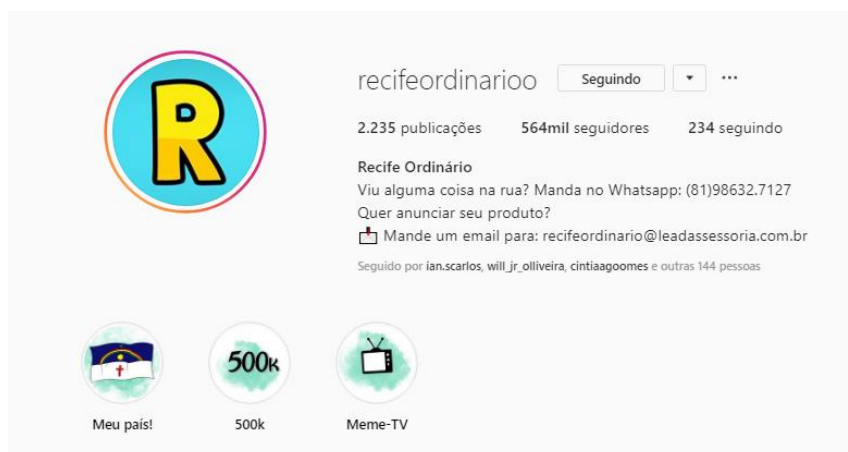 R
recifeordinarioo Seguindo
2.235 publicações 564mil seguidores 234 seguindo
Recife Ordinário
Viu alguma coisa na rua? Manda no Whatsapp: (81)98632.7127
Quer anunciar seu produto?
Mande um email para: recifeordinario@leadassessoria.com.br
Seguido por ian.scarlos, will_jr_olliveira, cintiaagoomes e outras 144 pessoas
500K
Meu país! 500k Meme-TV